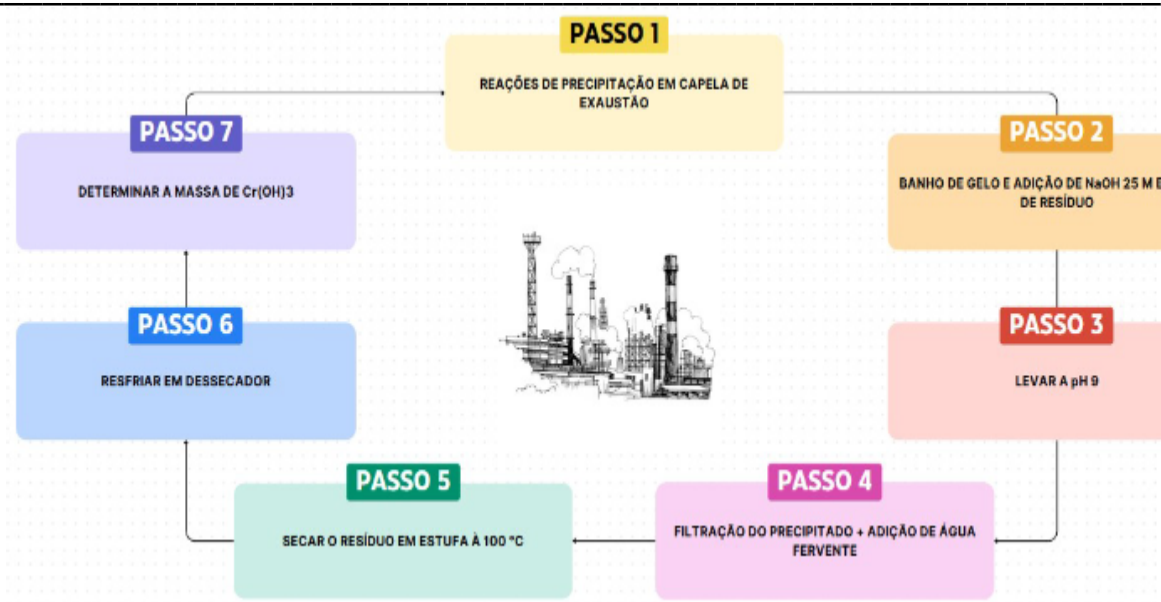 PASSO 1
REAÇÕES DE PRECIPITAÇÃO EM CAPELA DE
EXAUSTÃO
PASSO 2
BANHO DE GELO E ADIÇÃO DE NaOH 25 M E
DE RESÍDUO
PASSO 3
LEVAR A pH 9
PASSO 4
FILTRAÇÃO DO PRECIPITADO + ADIÇÃO DE ÁGUA
FERVENTE
PASSO 5
SECAR O RESÍDUO EM ESTUFA À 100 °C
PASSO 6
RESFRIAR EM DESSECADOR
PASSO 7
DETERMINAR A MASSA DE Cr(OH)3